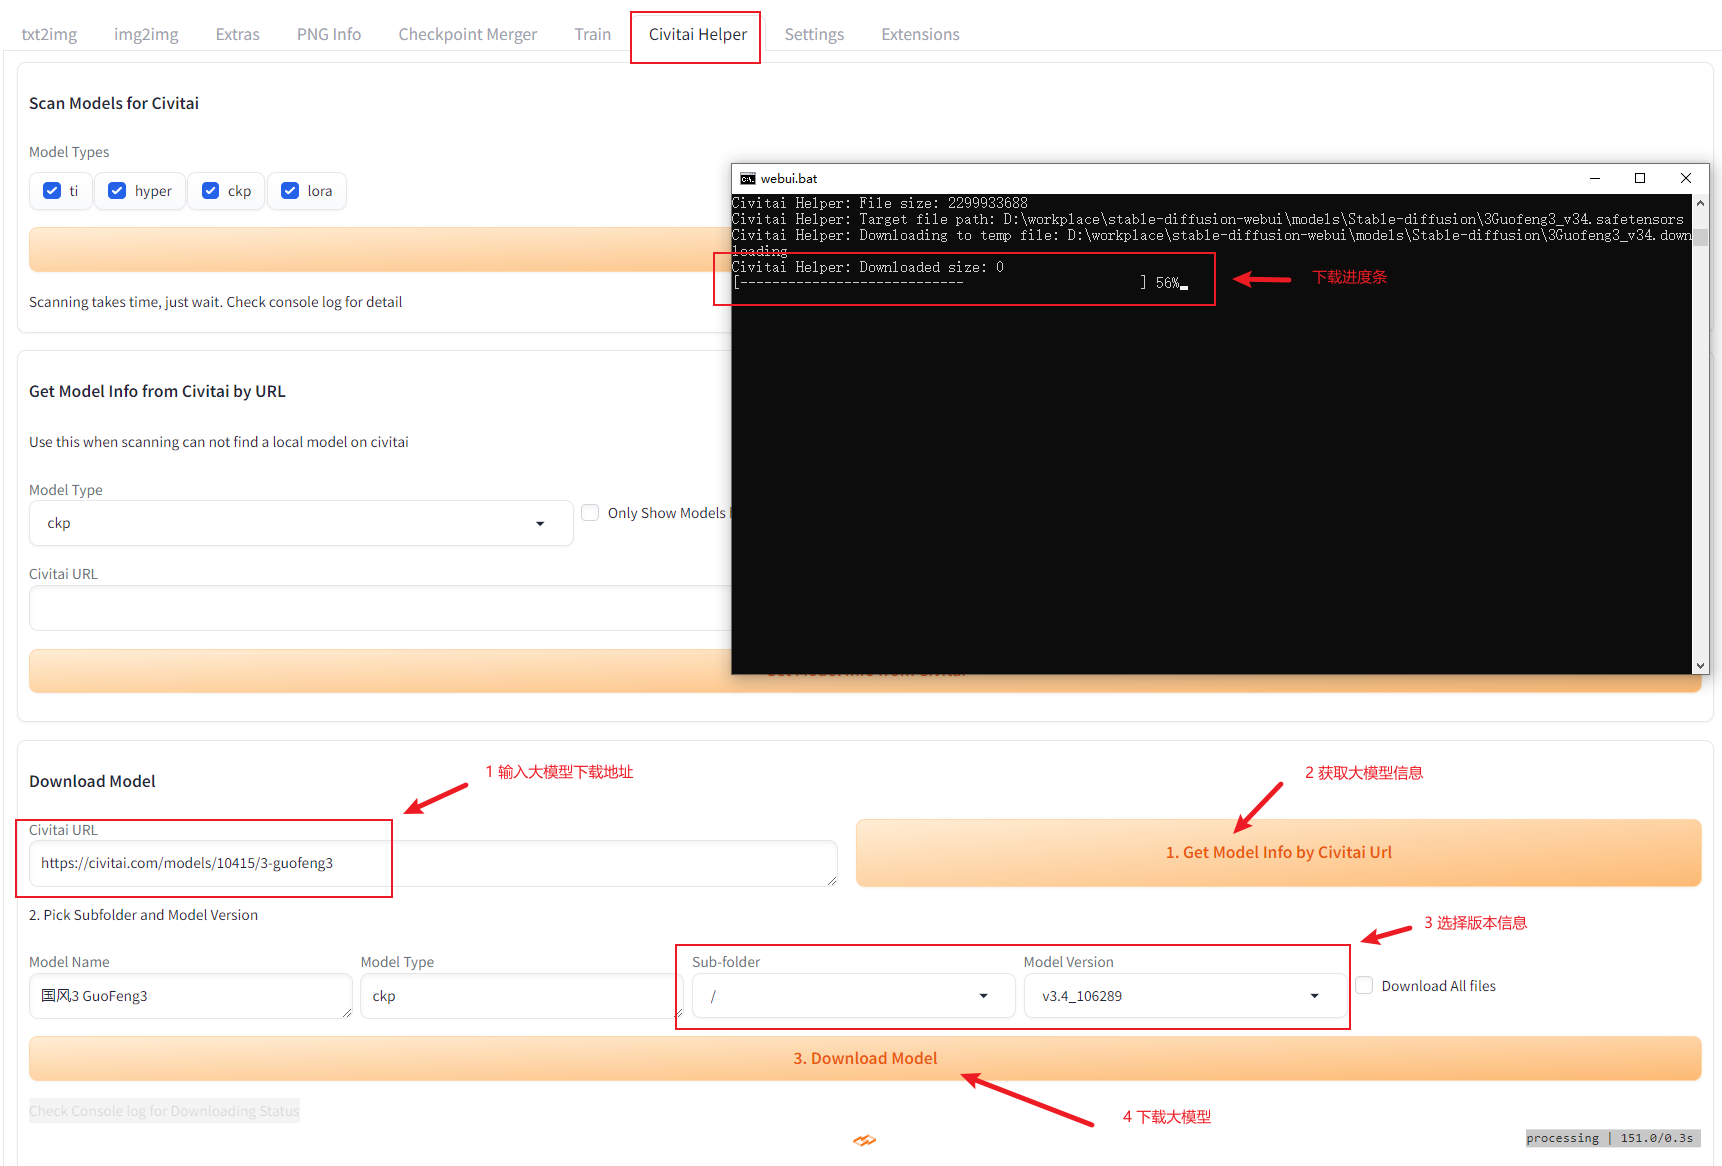 txt2img img2img Extras PNG Info Checkpoint Merger Train Civitai Helper Settings Extensions
Scan Models for Civitai
Model Types
ti hyper ckp lora
Scanning takes time, just wait. Check console log for detail
webui.bat
Civitai Helper: File size: 2299933688
Civitai Helper: Target file path: D:\workplace\stable-diffusion-webui\models\Stable-diffusion\3Guofeng3_v34.safetensors
Civitai Helper: Downloading to temp file: D:\workplace\stable-diffusion-webui\models\Stable-diffusion\3Guofeng3_v34.down
loading
Civitai Helper: Downloaded size: 0
[---------------------------- ] 56%
下载进度条
Get Model Info from Civitai by URL
Use this when scanning can not find a local model on civitai
Model Type
ckp
Only Show Models
Civitai URL
Get Model Info from Civitai
Download Model
1 输入大模型下载地址
2 获取大模型信息
Civitai URL
https://civitai.com/models/10415/3-guofeng3
1. Get Model Info by Civitai Url
2. Pick Subfolder and Model Version
3 选择版本信息
Model Name Model Type Sub-folder Model Version
国风3 GuoFeng3 ckp / v3.4_106289 Download All files
3. Download Model
Check Console log for Downloading Status
4 下载大模型
processing | 151.0/0.3s